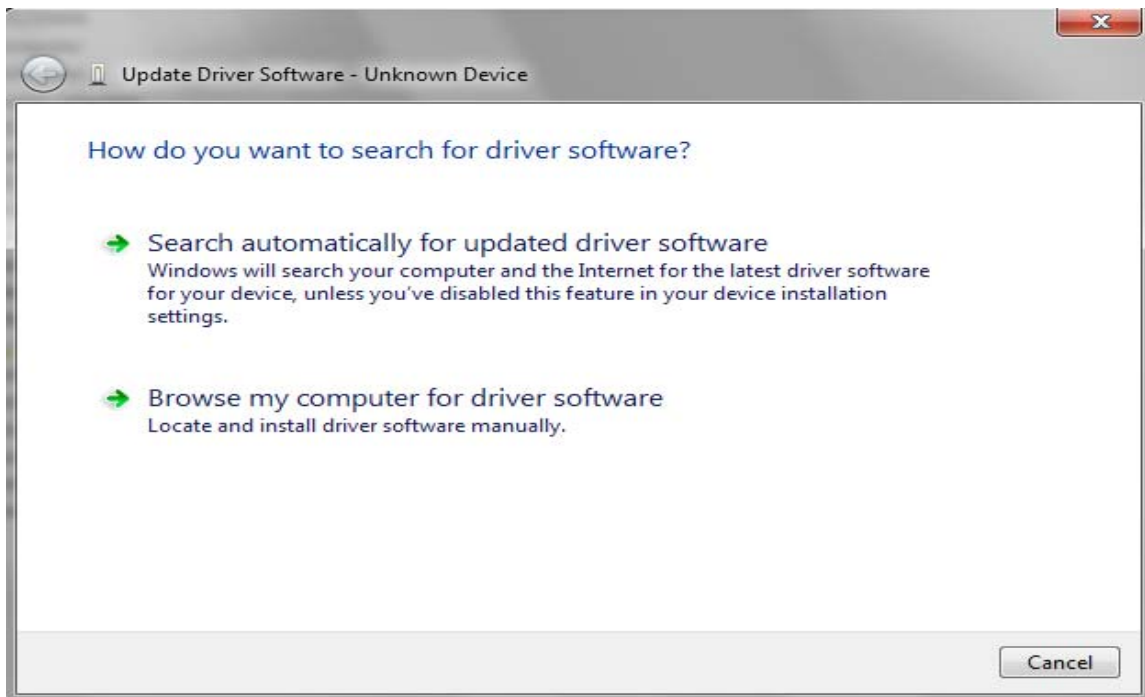 Update Driver Software - Unknown Device
How do you want to search for driver software?
Search automatically for updated driver software
Windows will search your computer and the Internet for the latest driver software
for your device, unless you've disabled this feature in your device installation
settings.
Browse my computer for driver software
Locate and install driver software manually.
Cancel